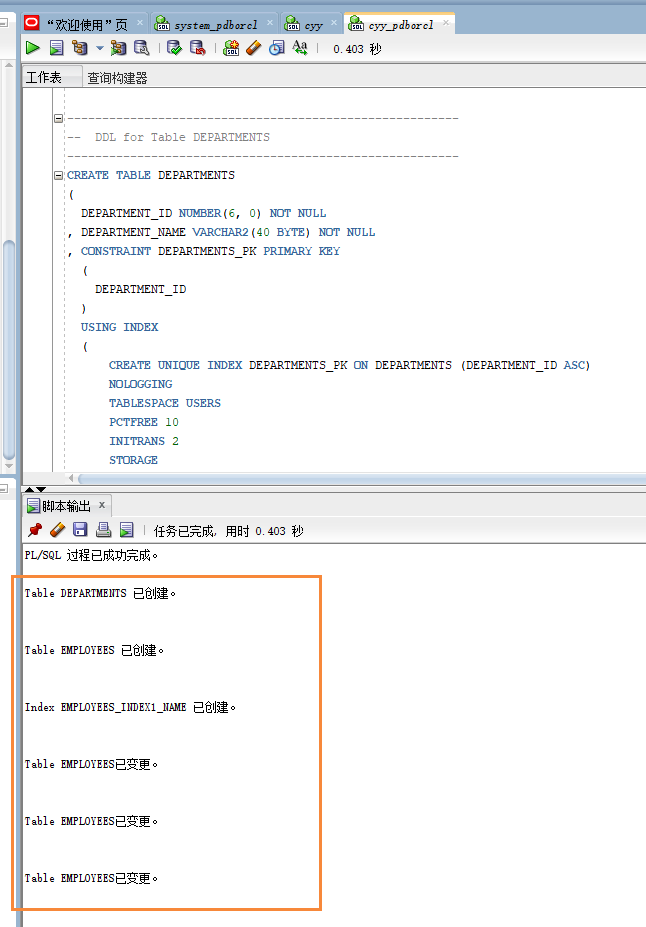 “欢迎使用”页
system_pdborcl
cyy
cyy_pdborcl
0.403 秒
工作表
查询构建器
--------------------------------------------------------
--  DDL for Table DEPARTMENTS
--------------------------------------------------------
CREATE TABLE DEPARTMENTS
(
DEPARTMENT_ID NUMBER(6, 0) NOT NULL
, DEPARTMENT_NAME VARCHAR2(40 BYTE) NOT NULL
, CONSTRAINT DEPARTMENTS_PK PRIMARY KEY
(
DEPARTMENT_ID
)
USING INDEX
(
CREATE UNIQUE INDEX DEPARTMENTS_PK ON DEPARTMENTS (DEPARTMENT_ID ASC)
NOLOGGING
TABLESPACE USERS
PCTFREE 10
INITRANS 2
STORAGE
脚本输出 x
任务已完成, 用时 0.403 秒
PL/SQL 过程已成功完成。
Table DEPARTMENTS 已创建。
Table EMPLOYEES 已创建。
Index EMPLOYEES_INDEX1_NAME 已创建。
Table EMPLOYEES已变更。
Table EMPLOYEES已变更。
Table EMPLOYEES已变更。